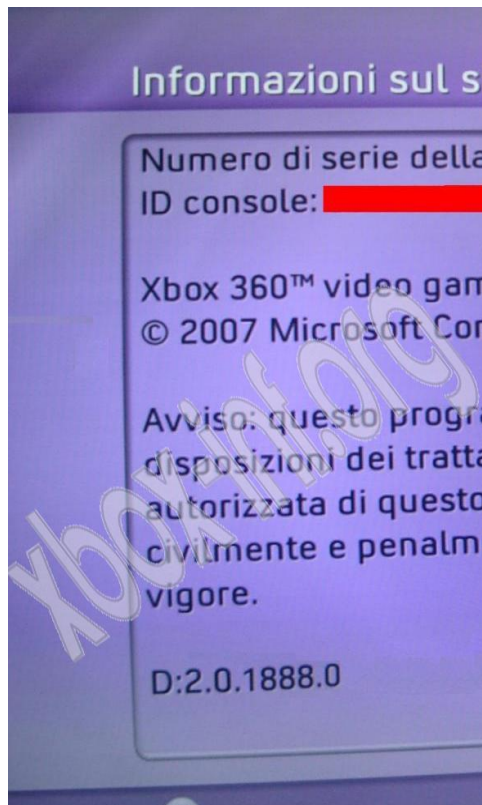 Informazioni sul s
Numero di serie della
ID console:
Xbox 360™ video gam
© 2007 Microsoft Cor
Avviso: questo progra
disposizioni dei tratta
autorizzata di questo
civilmente e penalm
vigore.
D:2.0.1888.0
xbox-inf.org